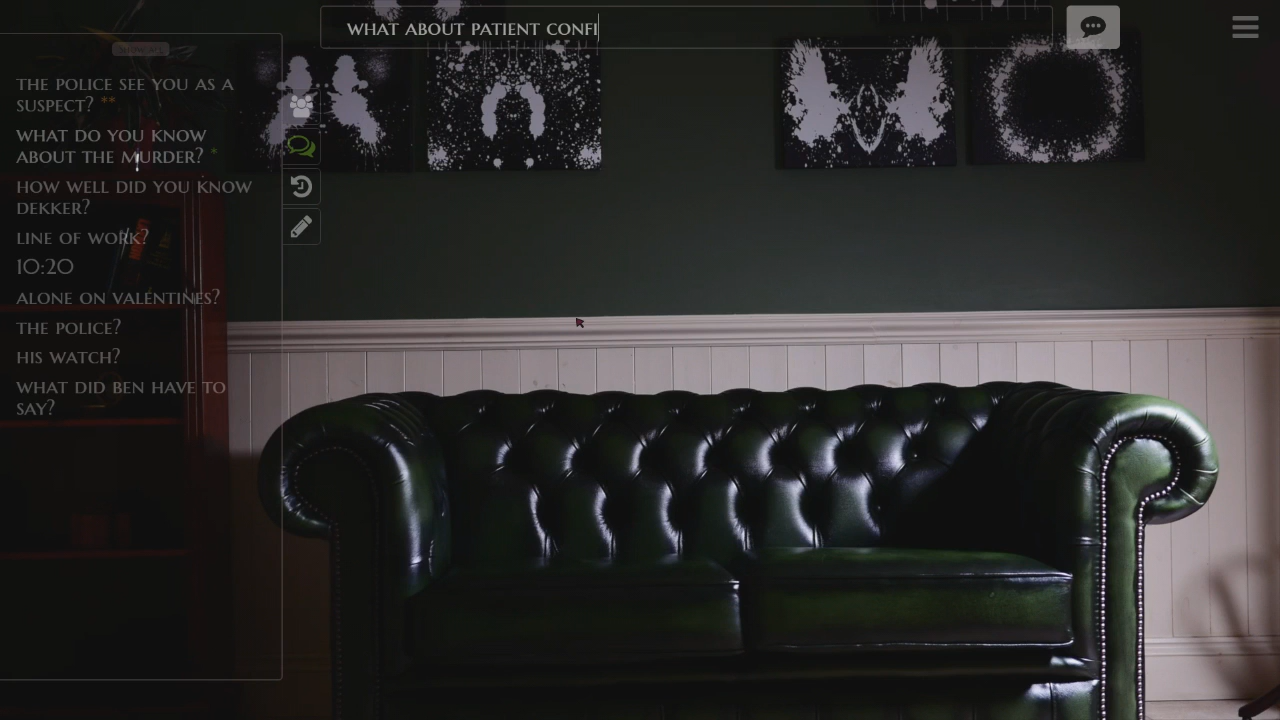 WHAT ABOUT PATIENT CONFI
THE POLICE SEE YOU AS A
SUSPECT? **
WHAT DO YOU KNOW
ABOUT THE MURDER? *
HOW WELL DID YOU KNOW
DEKKER?
LINE OF WORK?
10:20
ALONE ON VALENTINES?
THE POLICE?
HIS WATCH?
WHAT DID BEN HAVE TO
SAY?